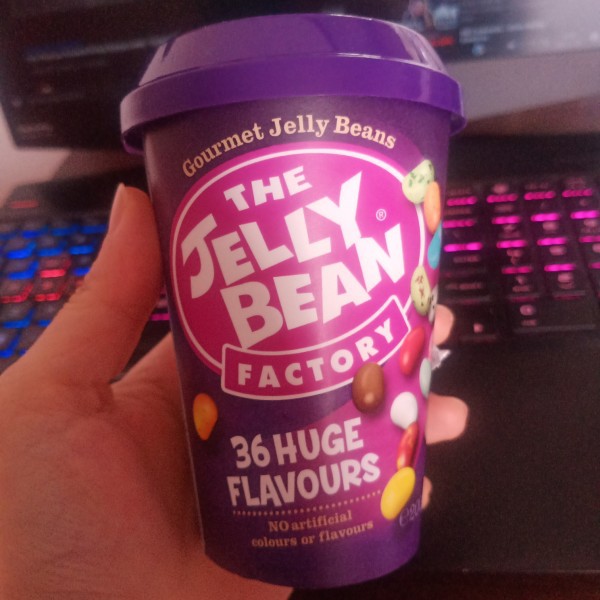 Gourmet Jelly Beans
THE
JELLY®
BEAN
FACTORY
36 HUGE
FLAVOURS
NO artificial
colours or flavours